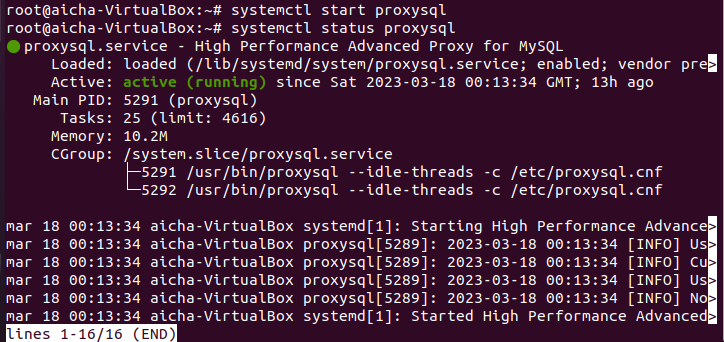 root@aicha-VirtualBox:~# systemctl start proxysql
root@aicha-VirtualBox:~# systemctl status proxysql
● proxysql.service - High Performance Advanced Proxy for MySQL
     Loaded: loaded (/lib/systemd/system/proxysql.service; enabled; vendor pre>
     Active: active (running) since Sat 2023-03-18 00:13:34 GMT; 13h ago
   Main PID: 5291 (proxysql)
      Tasks: 25 (limit: 4616)
     Memory: 10.2M
     CGroup: /system.slice/proxysql.service
             ├─5291 /usr/bin/proxysql --idle-threads -c /etc/proxysql.cnf
             └─5292 /usr/bin/proxysql --idle-threads -c /etc/proxysql.cnf
mar 18 00:13:34 aicha-VirtualBox systemd[1]: Starting High Performance Advance>
mar 18 00:13:34 aicha-VirtualBox proxysql[5289]: 2023-03-18 00:13:34 [INFO] Us>
mar 18 00:13:34 aicha-VirtualBox proxysql[5289]: 2023-03-18 00:13:34 [INFO] Cu>
mar 18 00:13:34 aicha-VirtualBox proxysql[5289]: 2023-03-18 00:13:34 [INFO] Us>
mar 18 00:13:34 aicha-VirtualBox proxysql[5289]: 2023-03-18 00:13:34 [INFO] No>
mar 18 00:13:34 aicha-VirtualBox systemd[1]: Started High Performance Advanced>
lines 1-16/16 (END)